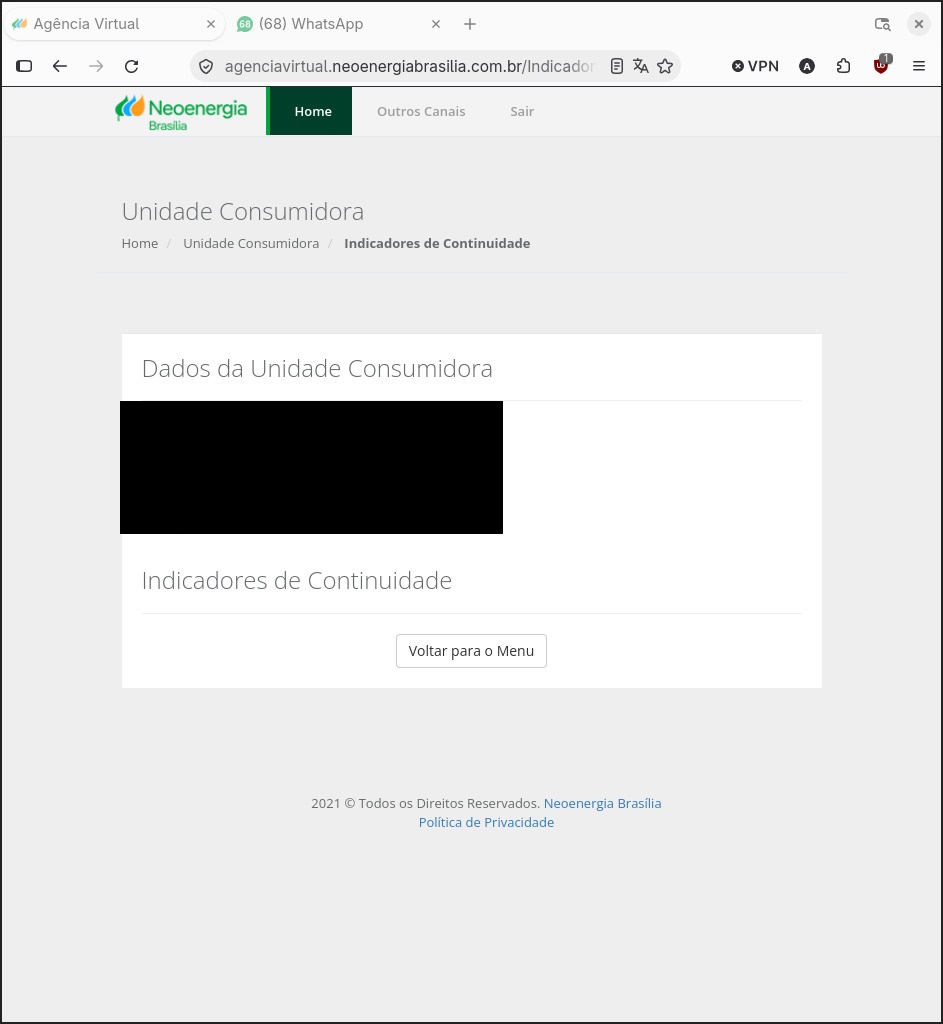 Agência Virtual
68 (68) WhatsApp
agenciavirtual.neoenergiabrasilia.com.br/Indicador
VPN
A
1
Neoenergia
Brasília
Home
Outros Canais
Sair
Unidade Consumidora
Home / Unidade Consumidora / Indicadores de Continuidade
Dados da Unidade Consumidora
Indicadores de Continuidade
Voltar para o Menu
2021 © Todos os Direitos Reservados. Neoenergia Brasília
Política de Privacidade